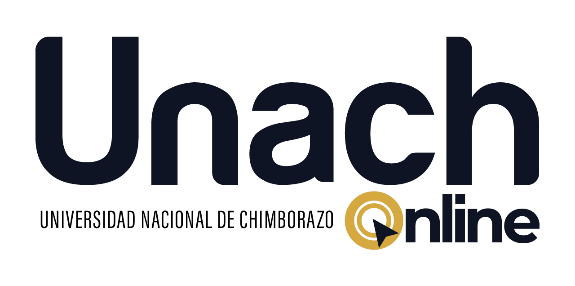 Unach
UNIVERSIDAD NACIONAL DE CHIMBORAZO
Online